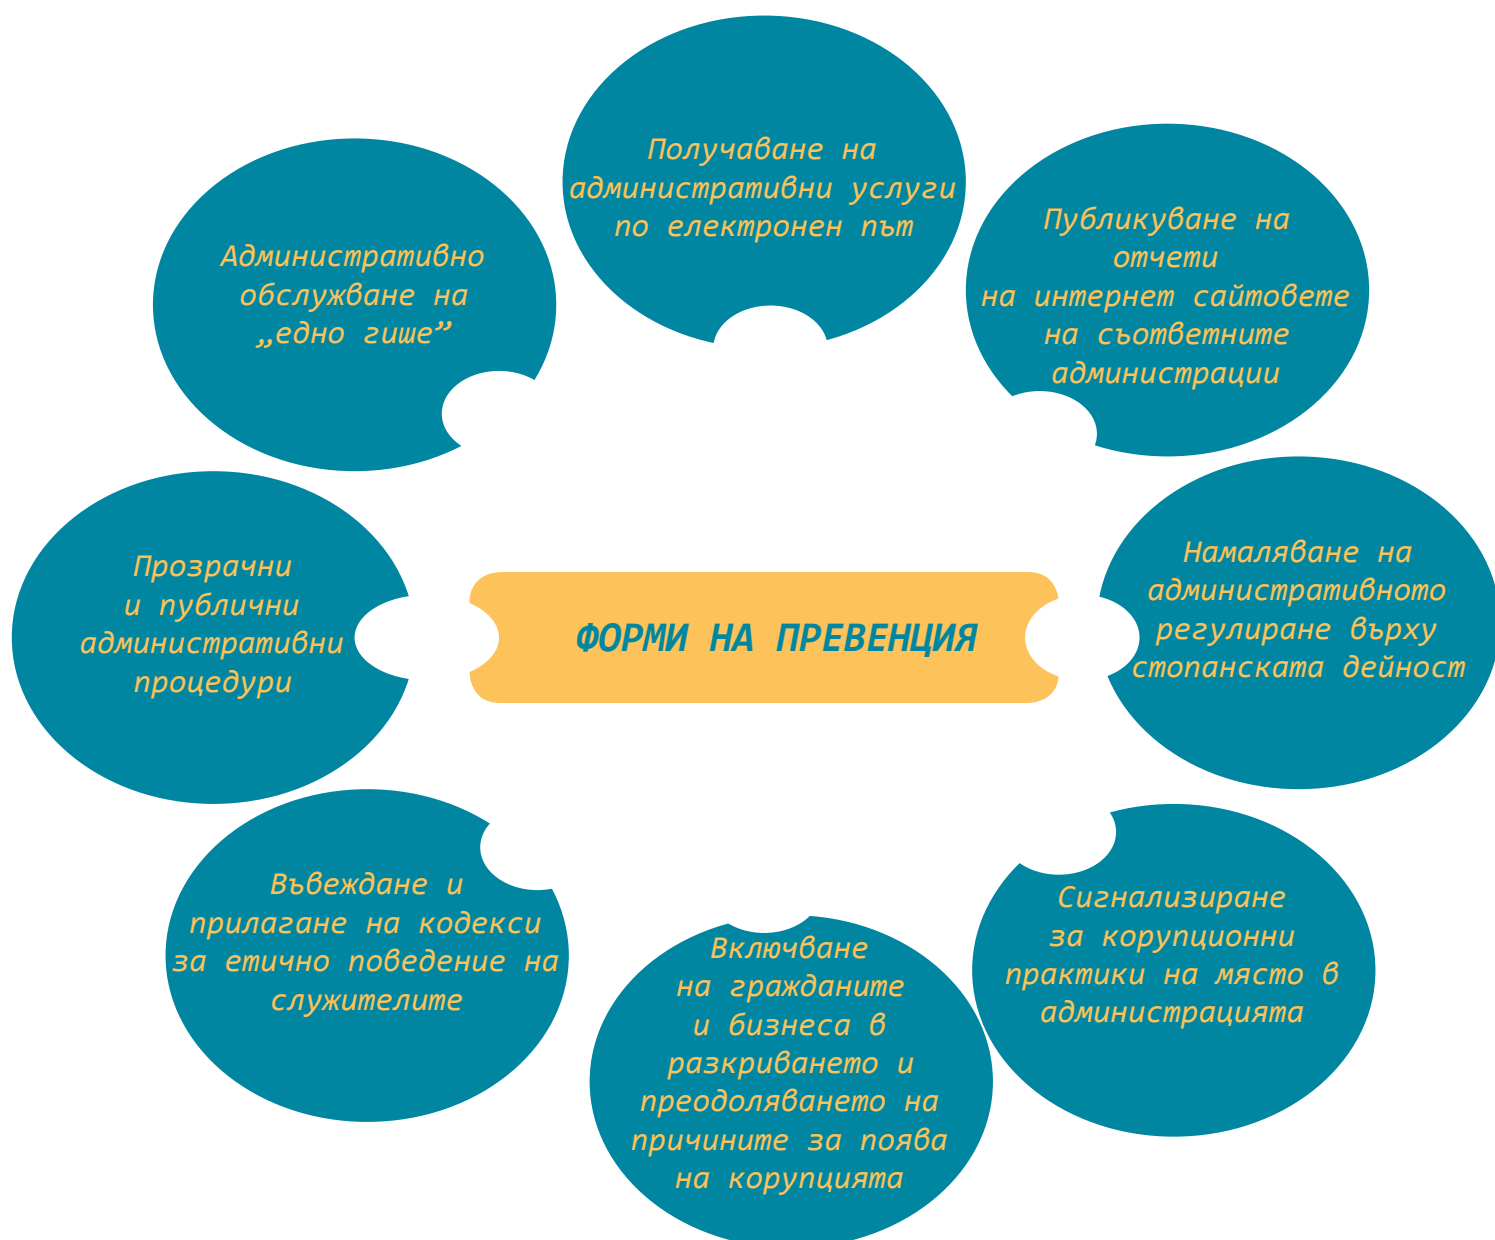 Получаване на
административни услуги
по електронен път
Публикуване на
отчети
на интернет сайтовете
на съответните
администрации
Административно
обслужване на
„едно гише”
Намаляване на
административното
регулиране върху
стопанската дейност
Прозрачни
и публични
административни
процедури
ФОРМИ НА ПРЕВЕНЦИЯ
Въвеждане и
прилагане на кодекси
за етично поведение на
служителите
Сигнализиране
за корупционни
практики на място в
администрацията
Включване
на гражданите
и бизнеса в
разкриването и
преодоляването на
причините за поява
на корупцията